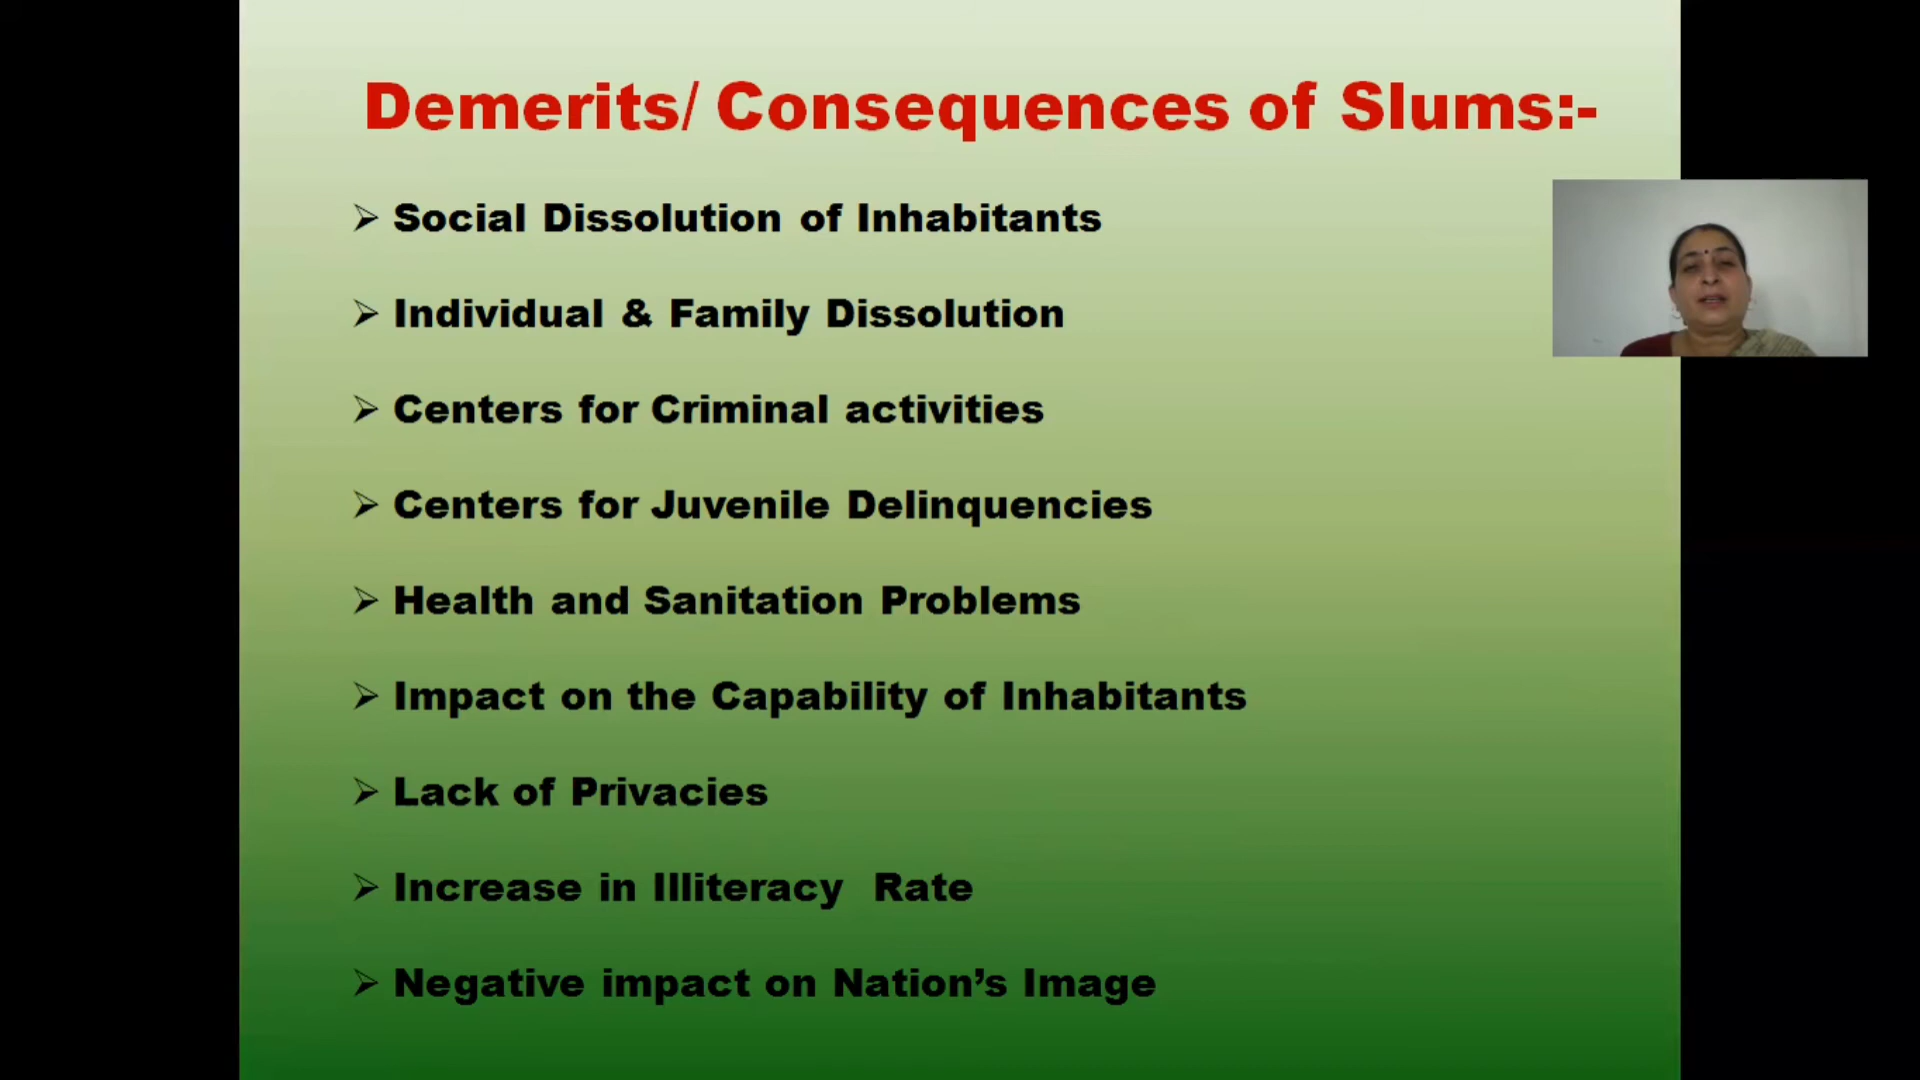 Demerits/ Consequences of Slums:-
➢ Social Dissolution of Inhabitants
➢ Individual & Family Dissolution
➢ Centers for Criminal activities
➢ Centers for Juvenile Delinquencies
➢ Health and Sanitation Problems
➢ Impact on the Capability of Inhabitants
➢ Lack of Privacies
➢ Increase in Illiteracy  Rate
➢ Negative impact on Nation’s Image